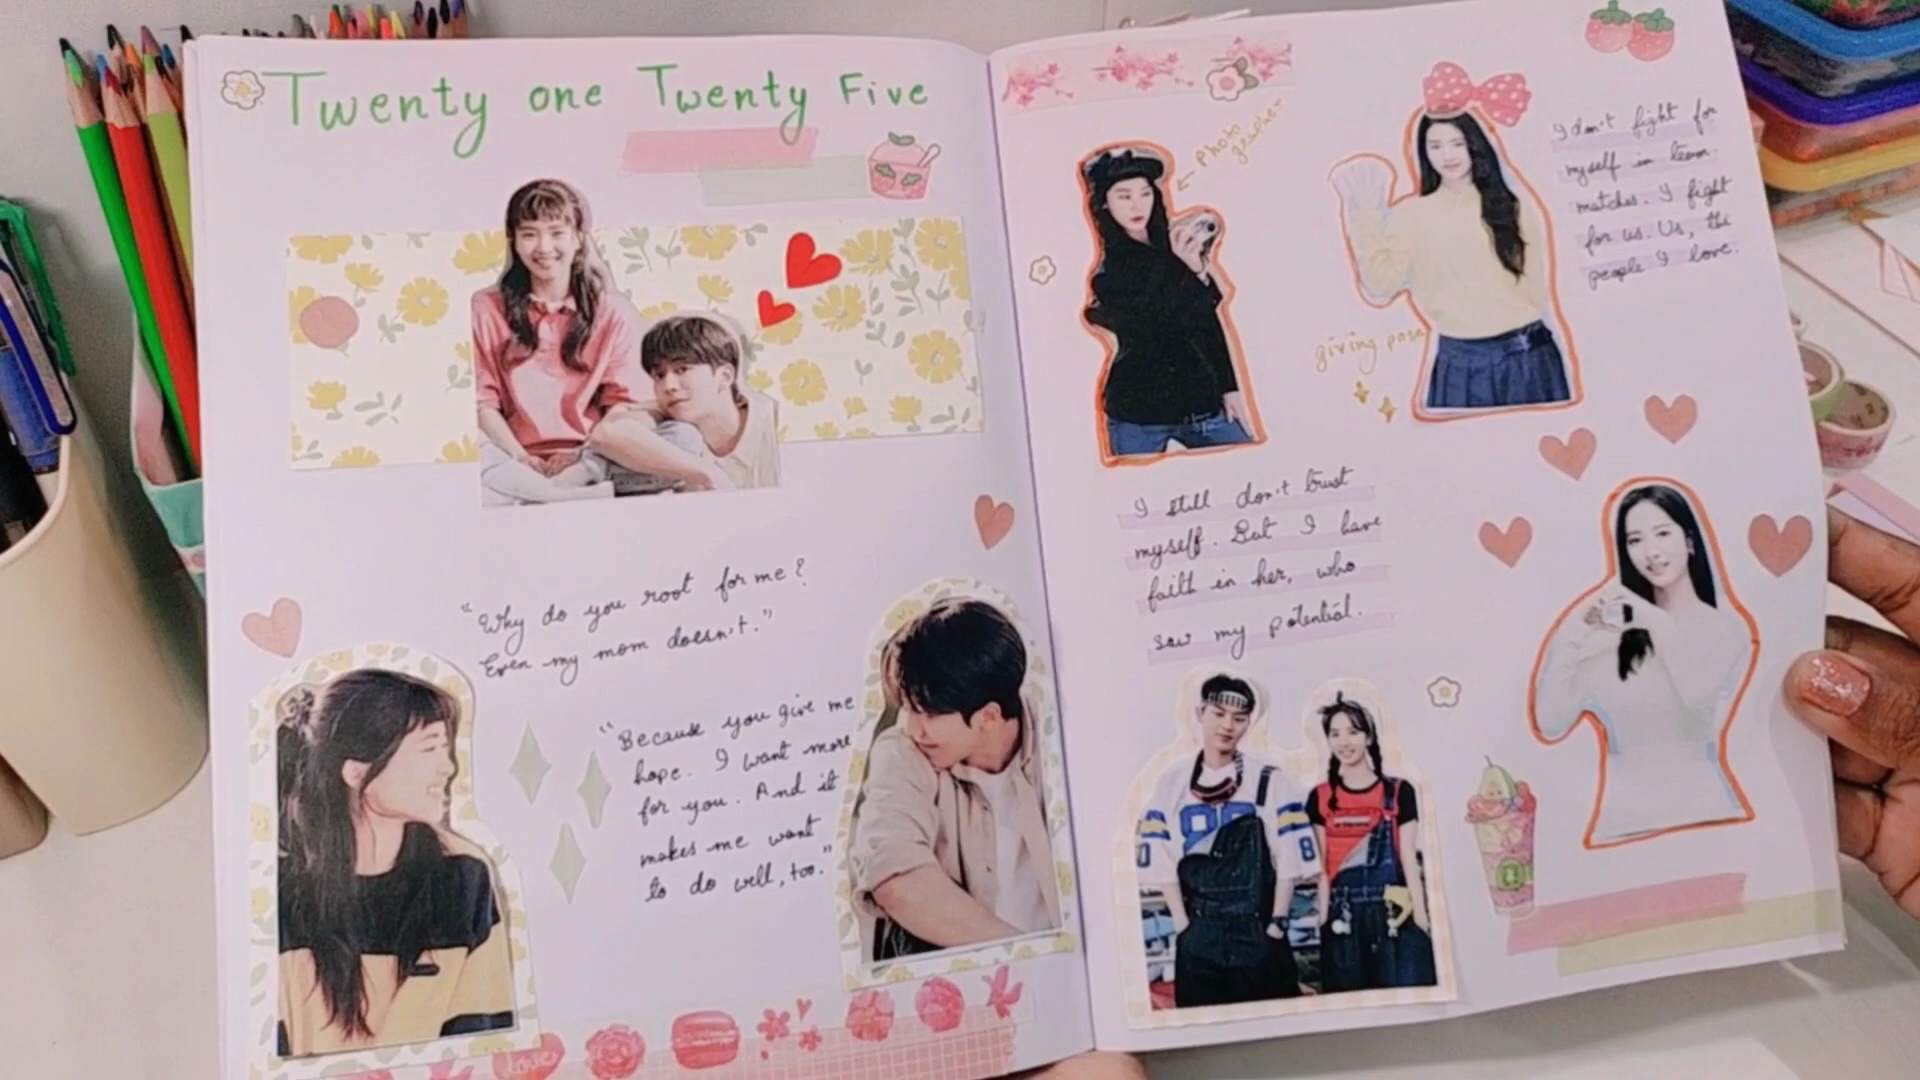 Twenty one Twenty Five
"Why do you root for me?
Even my mom doesn't."
"Because you give me
hope. I want more
for you. And it
makes me want
to do well, too."
love
photo
grapher
I don't fight for
myself in team
matches. I fight
for us. Us, the
people I love.
giving pose
I still don't trust
myself. But I have
faith in her, who
saw my potential.